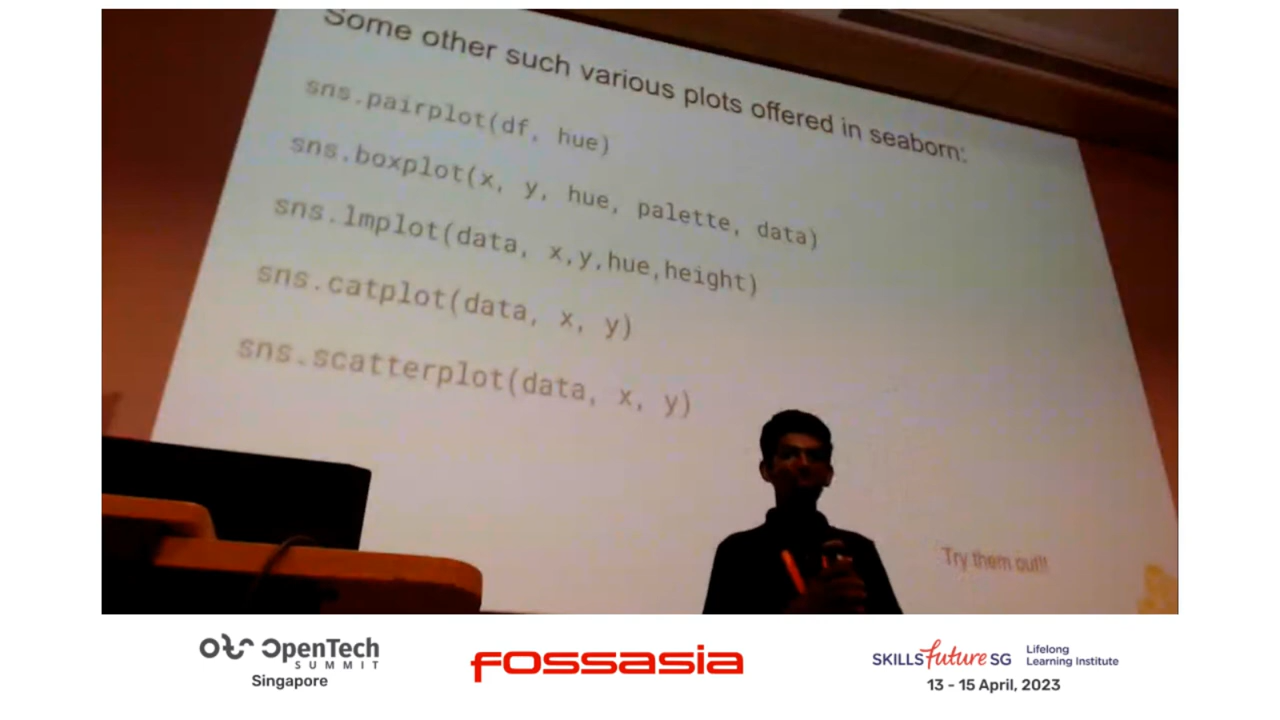 Some other such various plots offered in seaborn:
sns.pairplot(df, hue)
sns.boxplot(x, y, hue, palette, data)
sns.lmplot(data, x,y,hue,height)
sns.catplot(data, x, y)
sns.scatterplot(data, x, y)
Try them out!!
OpenTech
SUMMIT
Singapore
fossasia
SKILLS future SG
Lifelong
Learning Institute
13 - 15 April, 2023